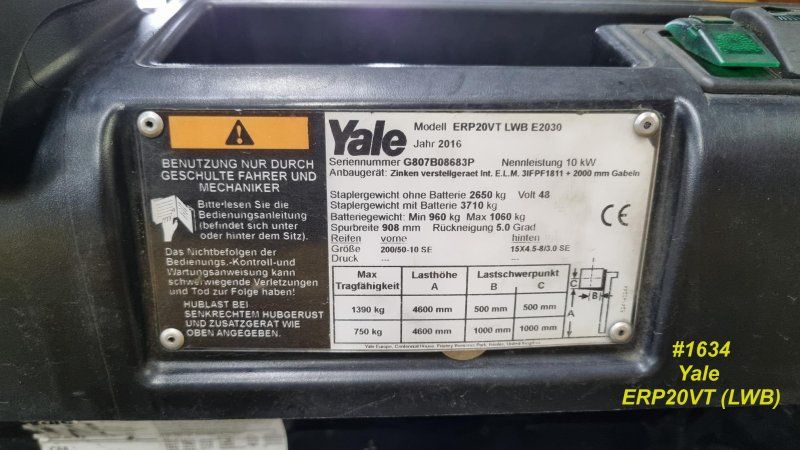 BENUTZUNG NUR DURCH
GESCHULTE FAHRER UND
MECHANIKER
Bitte lesen Sie die
Bedienungsanleitung
(befindet sich unter
oder hinter dem Sitz).
Das Nichtbefolgen der
Bedienungs.-Kontroll-und
Wartungsanweisung kann
schwerwiegende Verletzungen
und Tod zur Folge haben!
HUBLAST BEI
SENKRECHTEM HUBGERUST
UND ZUSATZGERAT WIE
OBEN ANGEGEBEN.
Yale
Modell ERP20VT LWB E2030
Jahr 2016
Seriennummer G807B08683P Nennleistung 10 kW
Anbaugerät: Zinken verstellgeraet Int. E.L.M. 3IFPF1811 + 2000 mm Gabeln
Staplergewicht ohne Batterie 2650 kg Volt 48
Staplergewicht mit Batterie 3710 kg
Batteriegewicht: Min 960 kg Max 1060 kg
Spurbreite 908 mm Rückneigung 5.0 Grad
Reifen vorne hinten
Größe 200/50-10 SE 15X4.5-8/3.0 SE
Druck --- ---
Max Tragfähigkeit Lasthöhe A Lastschwerpunkt B C
1390 kg 4600 mm 500 mm 500 mm
750 kg 4600 mm 1000 mm 1000 mm
CE
C
B
A
#1634
Yale
ERP20VT (LWB)